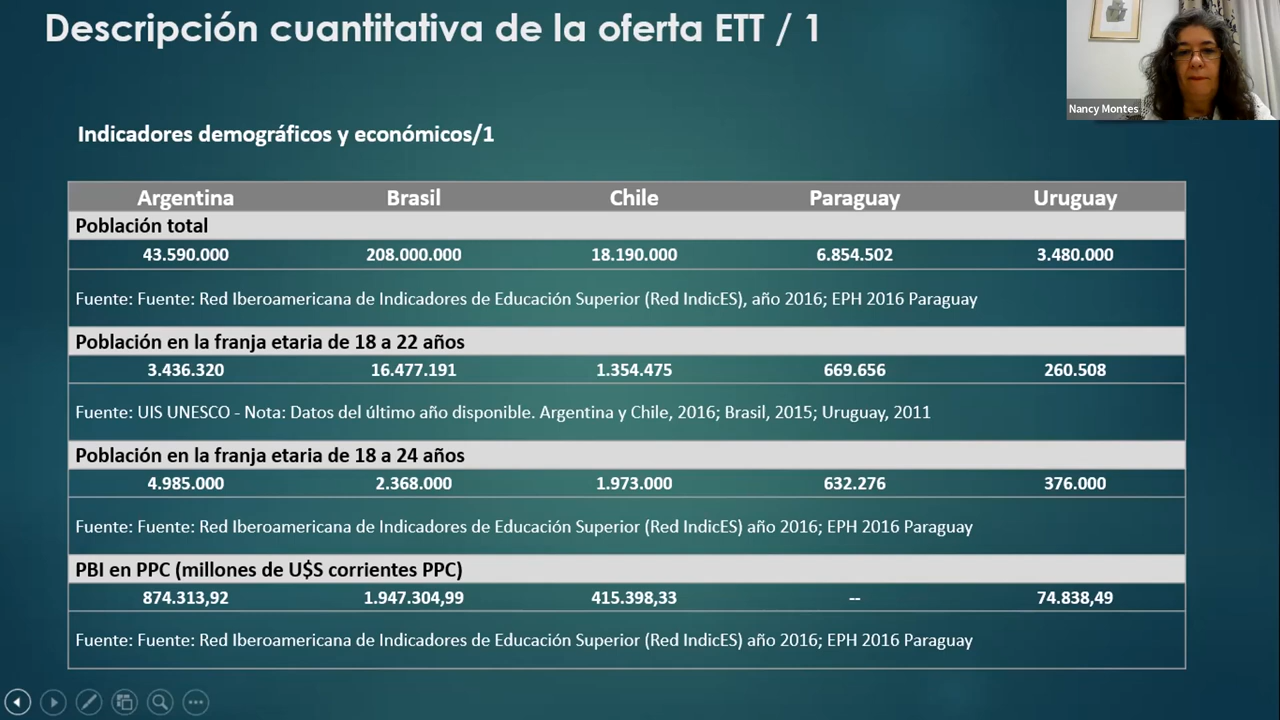 Descripción cuantitativa de la oferta ETT / 1
Nancy Montes
Indicadores demográficos y económicos/1
Argentina Brasil Chile Paraguay Uruguay
Población total
43.590.000 208.000.000 18.190.000 6.854.502 3.480.000
Fuente: Fuente: Red Iberoamericana de Indicadores de Educación Superior (Red IndicES), año 2016; EPH 2016 Paraguay
Población en la franja etaria de 18 a 22 años
3.436.320 16.477.191 1.354.475 669.656 260.508
Fuente: UIS UNESCO - Nota: Datos del último año disponible. Argentina y Chile, 2016; Brasil, 2015; Uruguay, 2011
Población en la franja etaria de 18 a 24 años
4.985.000 2.368.000 1.973.000 632.276 376.000
Fuente: Fuente: Red Iberoamericana de Indicadores de Educación Superior (Red IndicES) año 2016; EPH 2016 Paraguay
PBI en PPC (millones de U$S corrientes PPC)
874.313,92 1.947.304,99 415.398,33 -- 74.838,49
Fuente: Fuente: Red Iberoamericana de Indicadores de Educación Superior (Red IndicES) año 2016; EPH 2016 Paraguay